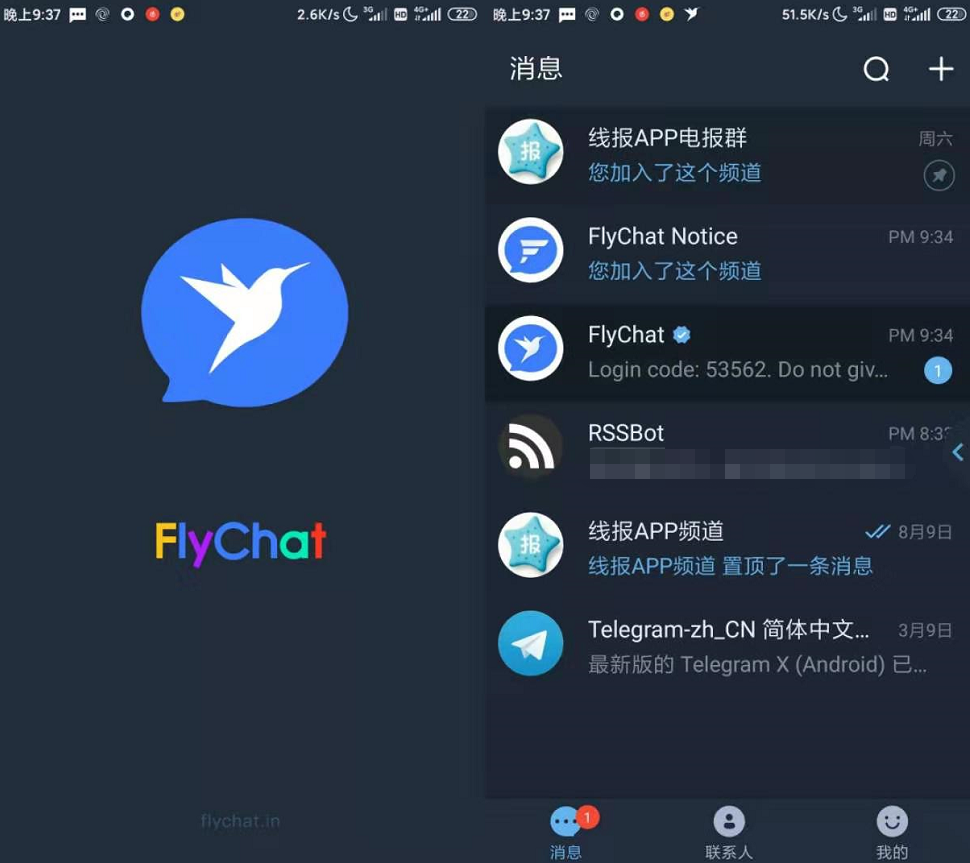 晚上9:37
2.6K/s
3G
HD
4G+
22
FlyChat
flychat.in
晚上9:37
51.5K/s
3G
HD
4G+
22
消息
报
线报APP电报群
周六
您加入了这个频道
FlyChat Notice
PM 9:34
您加入了这个频道
FlyChat
PM 9:34
Login code: 53562. Do not giv...
1
RSSBot
PM 8:33
报
线报APP频道
8月9日
线报APP频道 置顶了一条消息
Telegram-zh_CN 简体中文...
3月9日
最新版的 Telegram X (Android) 已...
1
消息
联系人
我的